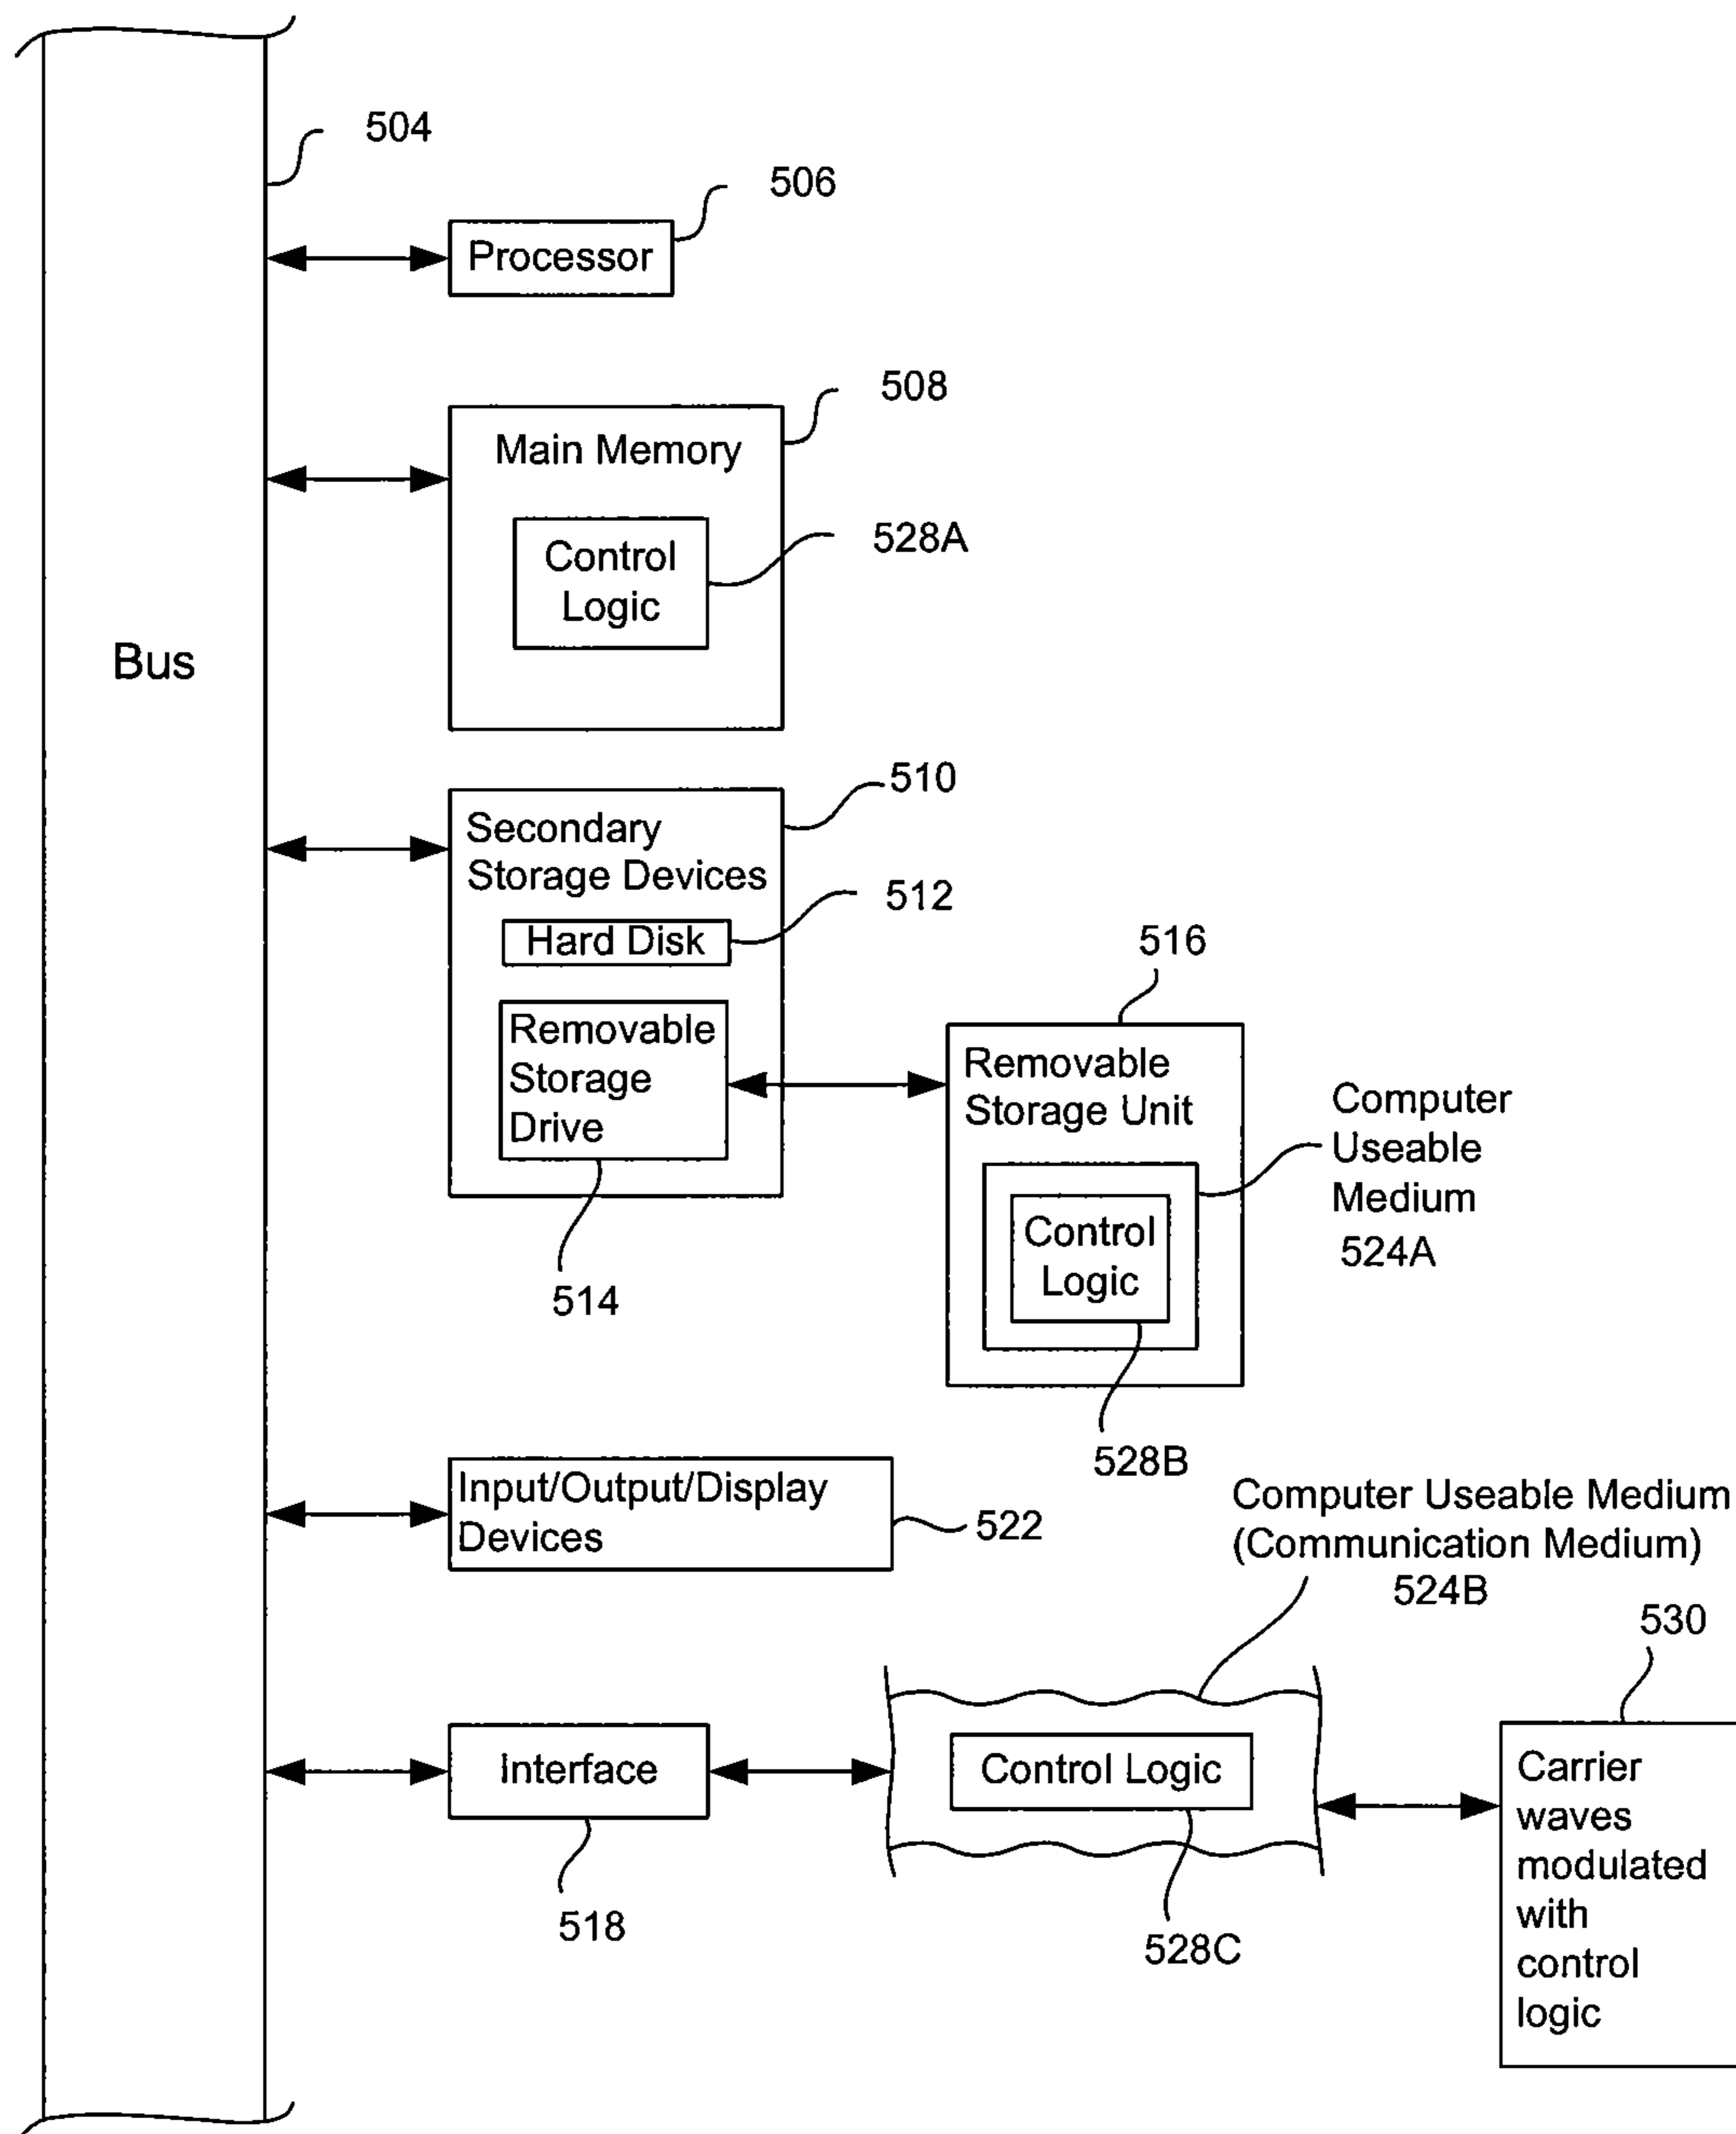 504
506
Processor
508
Main Memory
528A
Control
Logic
Bus
510
Secondary
Storage Devices
512
Hard Disk
516
Removable
Storage
Drive
Removable
Storage Unit
Computer
Useable
Medium
524A
Control
Logic
514
528B
Input/Output/Display
Devices
522
Computer Useable Medium
(Communication Medium)
524B
530
Interface
Control Logic
Carrier
waves
modulated
with
control
logic
518
528C